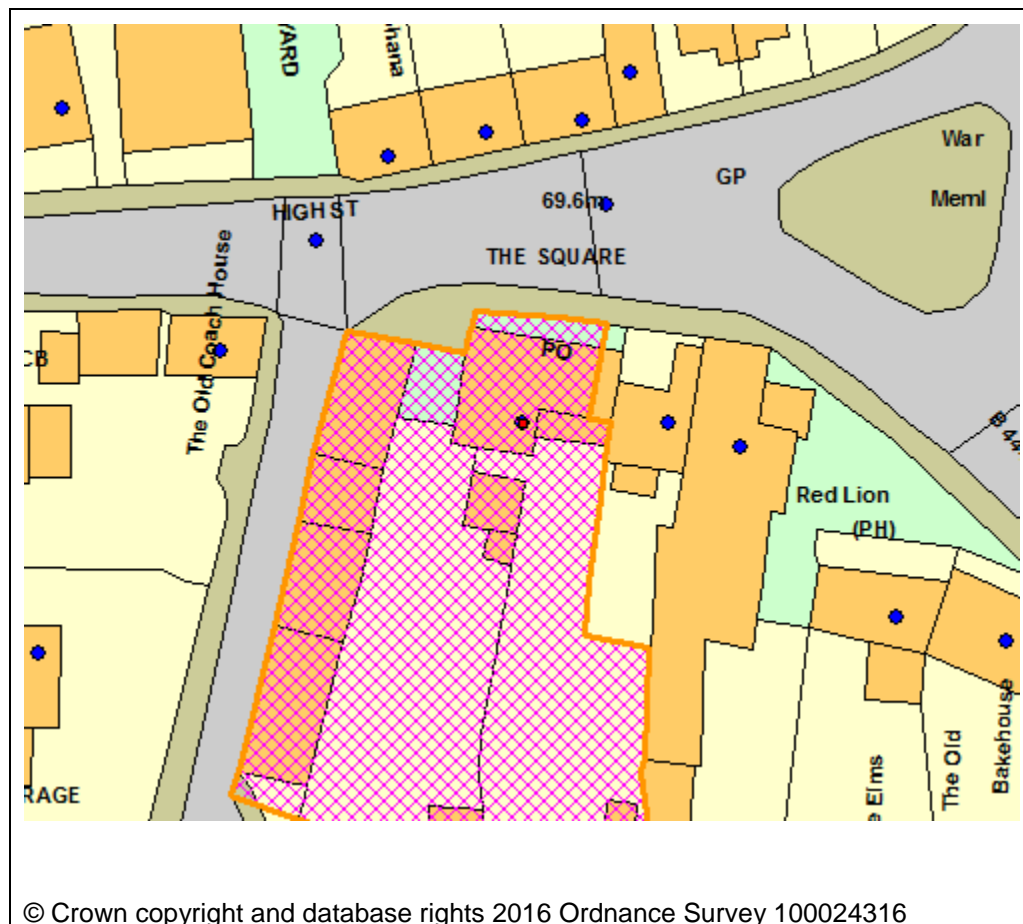 YARD
hana
War
GP
Meml
69.6m
HIGH ST
THE SQUARE
The Old Coach House
PO
CB
B 44
Red Lion
(PH)
RAGE
e Elms
The Old
Bakehouse
© Crown copyright and database rights 2016 Ordnance Survey 100024316